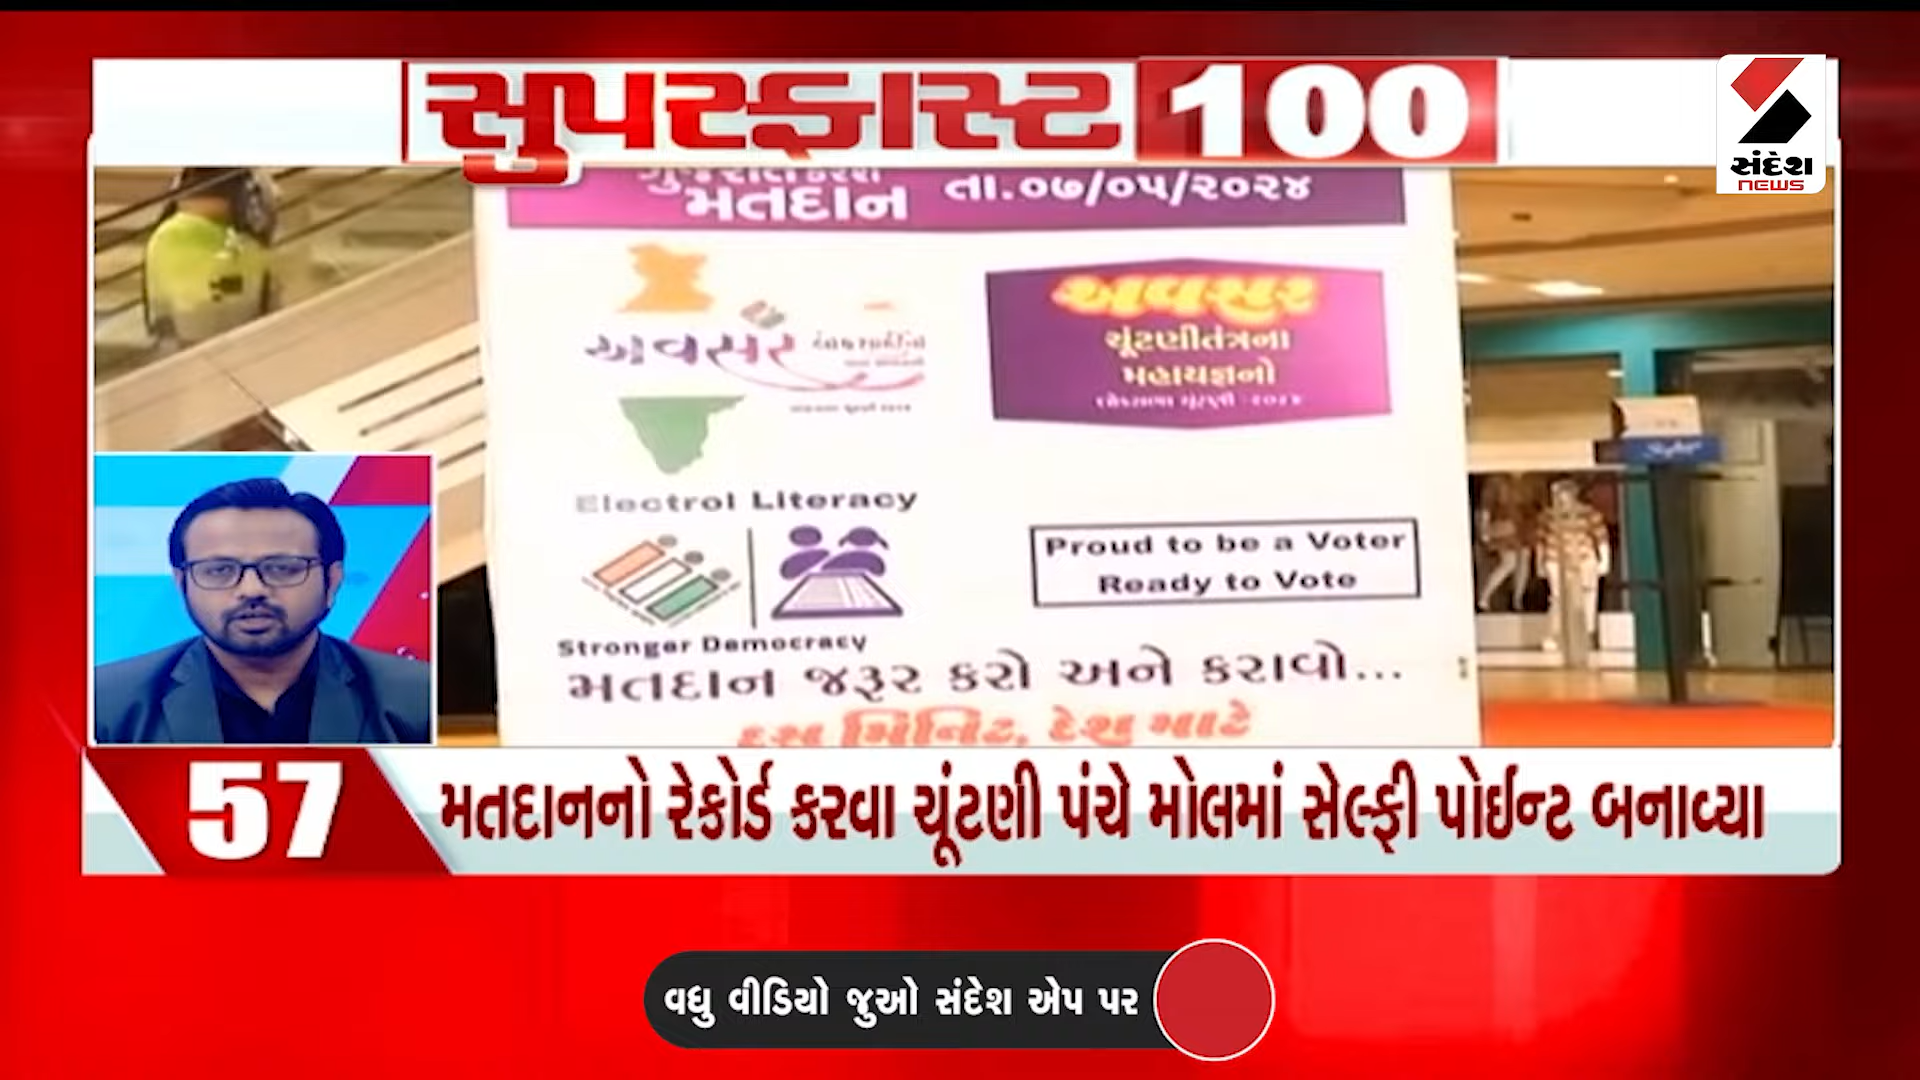 સુપરફાસ્ટ 100
સંદેશ
NEWS
મતદાન તા.૦૭/૦૫/૨૦૨૪
અવસર
અવસર
ચૂંટણીતંત્રના
મહાયજ્ઞનો
Electrol Literacy
Proud to be a Voter
Ready to Vote
Stronger Democracy
મતદાન જરૂર કરો અને કરાવો...
દસ મિનિટ, દેશ માટે
57 મતદાનનો રેકોર્ડ કરવા ચૂંટણી પંચે મોલમાં સેલ્ફી પોઈન્ટ બનાવ્યા
વધુ વીડિયો જુઓ સંદેશ એપ પર